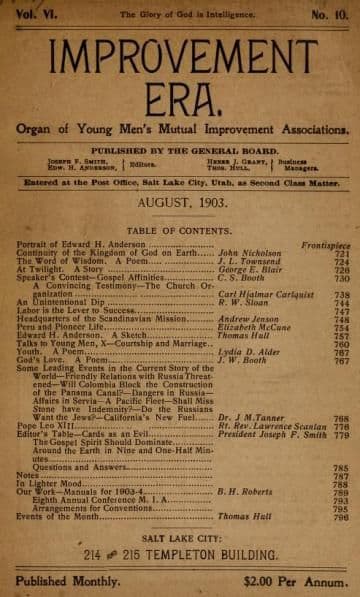 Vol. VI. The Glory of God is Intelligence. No. 10.
IMPROVEMENT
ERA.
Organ of Young Men's Mutual Improvement Associations.
PUBLISHED BY THE GENERAL BOARD.
JOSEPH F. SMITH, EDW. H. ANDERSON, } Editors. HEBER J. GRANT, THOS. HULL, } Business Managers.
Entered at the Post Office, Salt Lake City, Utah, as Second Class Matter.
AUGUST, 1903.
TABLE OF CONTENTS.
Portrait of Edward H. Anderson ........ Frontispiece
Continuity of the Kingdom of God on Earth...... John Nicholson 721
The Word of Wisdom. A Poem........ J. L. Townsend 724
At Twilight. A Story ........ George E. Blair 726
Speaker's Contest—Gospel Affinities........ C. S. Booth 730
A Convincing Testimony—The Church Or-
ganization ........ Carl Hjalmar Carlquist 738
An Unintentional Dip ........ R. W. Sloan 744
Labor is the Lever to Success........ 747
Headquarters of the Scandinavian Mission........ Andrew Jenson 748
Peru and Pioneer Life........ Elizabeth McCune 754
Edward H. Anderson. A Sketch........ Thomas Hull 757
Talks to Young Men, X—Courtship and Marriage.. 760
Youth. A Poem........ Lydia D. Alder 767
God's Love. A Poem........ J. W. Booth 767
Some Leading Events in the Current Story of the
World—Friendly Relations with Russia Threat-
ened—Will Colombia Block the Construction
of the Panama Canal?—Dangers in Russia—
Affairs in Servia—A Pacific Fleet—Shall Miss
Stone have Indemnity?—Do the Russians
Want the Jews?—California's New Fuel...... Dr. J M. Tanner 768
Pope Leo XIII........ Rt. Rev. Lawrence Scanlan 776
Editor's Table—Cards as an Evil........ President Joseph F. Smith 779
The Gospel Spirit Should Dominate........
Around the Earth in Nine and One-Half Min-
utes........
Questions and Answers........ 785
Notes ........ 787
In Lighter Mood........ 788
Our Work—Manuals for 1903-4........ B. H. Roberts 789
Eighth Annual Conference M. I. A........ 793
Arrangements for Conventions........ 795
Events of the Month........ Thomas Hull 796
SALT LAKE CITY:
214 and 215 TEMPLETON BUILDING.
Published Monthly. $2.00 Per Annum.